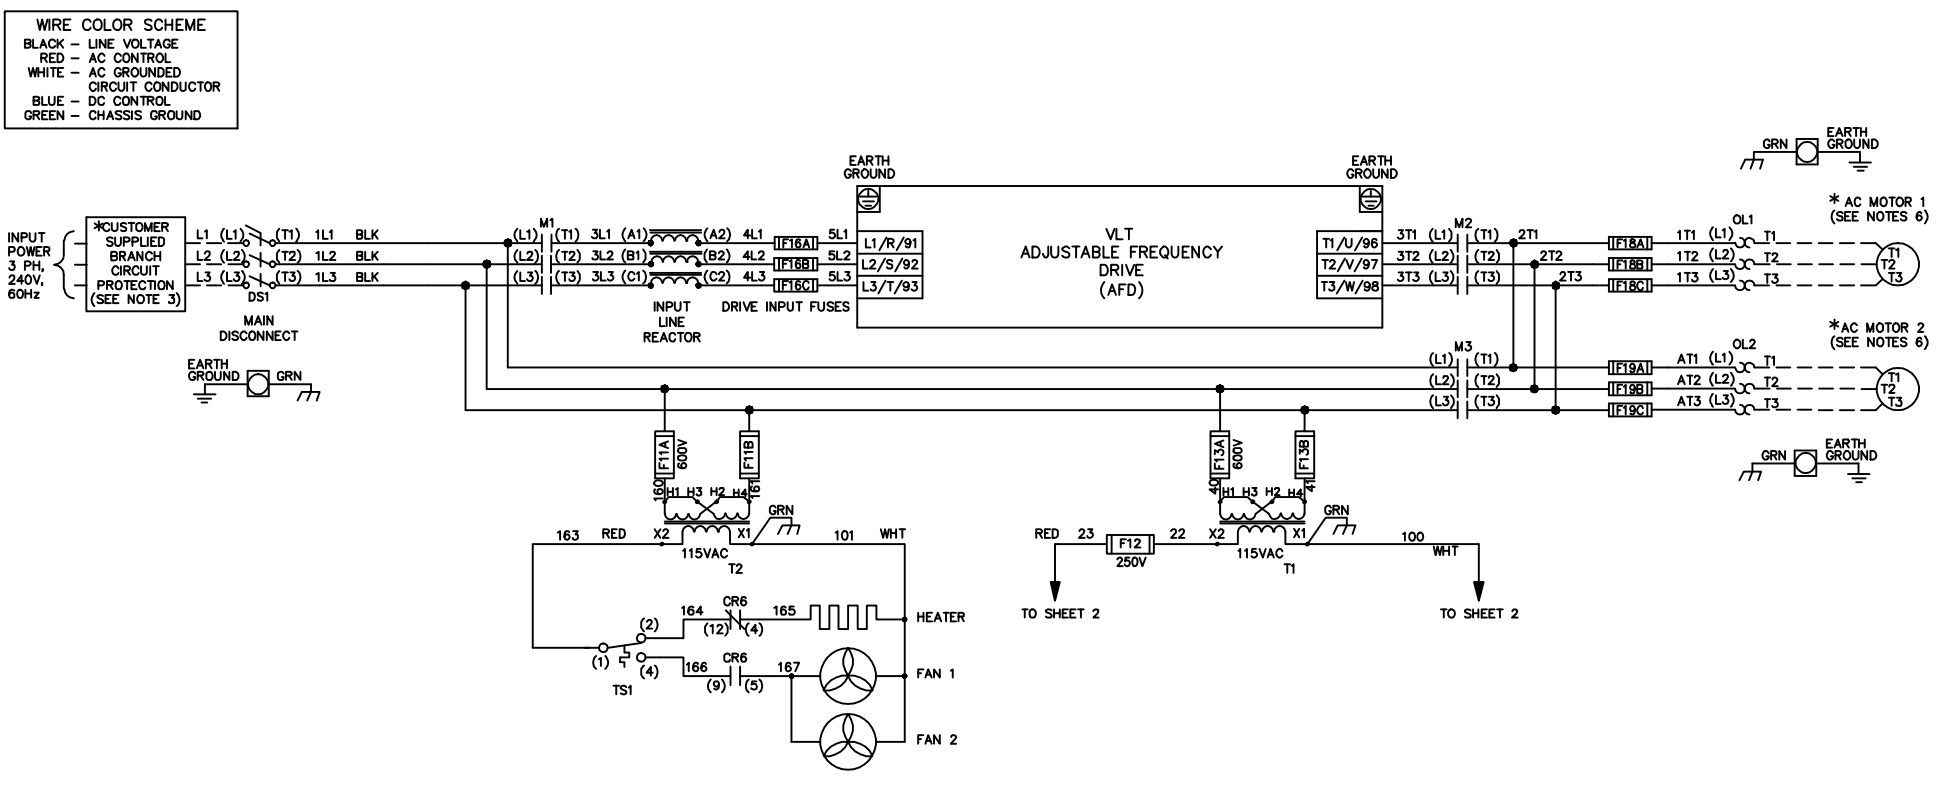 WIRE COLOR SCHEME
BLACK – LINE VOLTAGE
RED – AC CONTROL
WHITE – AC GROUNDED
CIRCUIT CONDUCTOR
BLUE – DC CONTROL
GREEN – CHASSIS GROUND
INPUT
POWER
3 PH,
240V,
60Hz
*CUSTOMER
SUPPLIED
BRANCH
CIRCUIT
PROTECTION
(SEE NOTE 3)
L1 (L1) (T1) 1L1 BLK
L2 (L2) (T2) 1L2 BLK
L3 (L3) (T3) 1L3 BLK
DS1
MAIN
DISCONNECT
EARTH
GROUND GRN
M1
(L1) (T1) 3L1 (A1) (A2) 4L1 F16A 5L1
(L2) (T2) 3L2 (B1) (B2) 4L2 F16B 5L2
(L3) (T3) 3L3 (C1) (C2) 4L3 F16C 5L3
INPUT
LINE
REACTOR
DRIVE INPUT FUSES
EARTH
GROUND
L1/R/91
L2/S/92
L3/T/93
VLT
ADJUSTABLE FREQUENCY
DRIVE
(AFD)
EARTH
GROUND
T1/U/96
T2/V/97
T3/W/98
M2
3T1 (L1) (T1) 2T1 F18A 1T1 (L1) OL1 T1
3T2 (L2) (T2) 2T2 F18B 1T2 (L2) T2
3T3 (L3) (T3) 2T3 F18C 1T3 (L3) T3
GRN EARTH
GROUND
* AC MOTOR 1
(SEE NOTES 6)
T1
T2
T3
M3
(L1) (T1) F19A AT1 (L1) OL2 T1
(L2) (T2) F19B AT2 (L2) T2
(L3) (T3) F19C AT3 (L3) T3
*AC MOTOR 2
(SEE NOTES 6)
T1
T2
T3
GRN EARTH
GROUND
F11A 600V F11B
160 H1 H3 H2 H4 161
GRN
163 RED X2 X1 101 WHT
115VAC
T2
164 CR6 165 HEATER
(12) (4)
(1) (2)
(4)
TS1
166 CR6 167 FAN 1
(9) (5)
FAN 2
F13A 600V F13B
40 H1 H3 H2 H4 41
GRN
RED 23 F12 22 X2 X1 100 WHT
250V 115VAC
T1
TO SHEET 2
TO SHEET 2